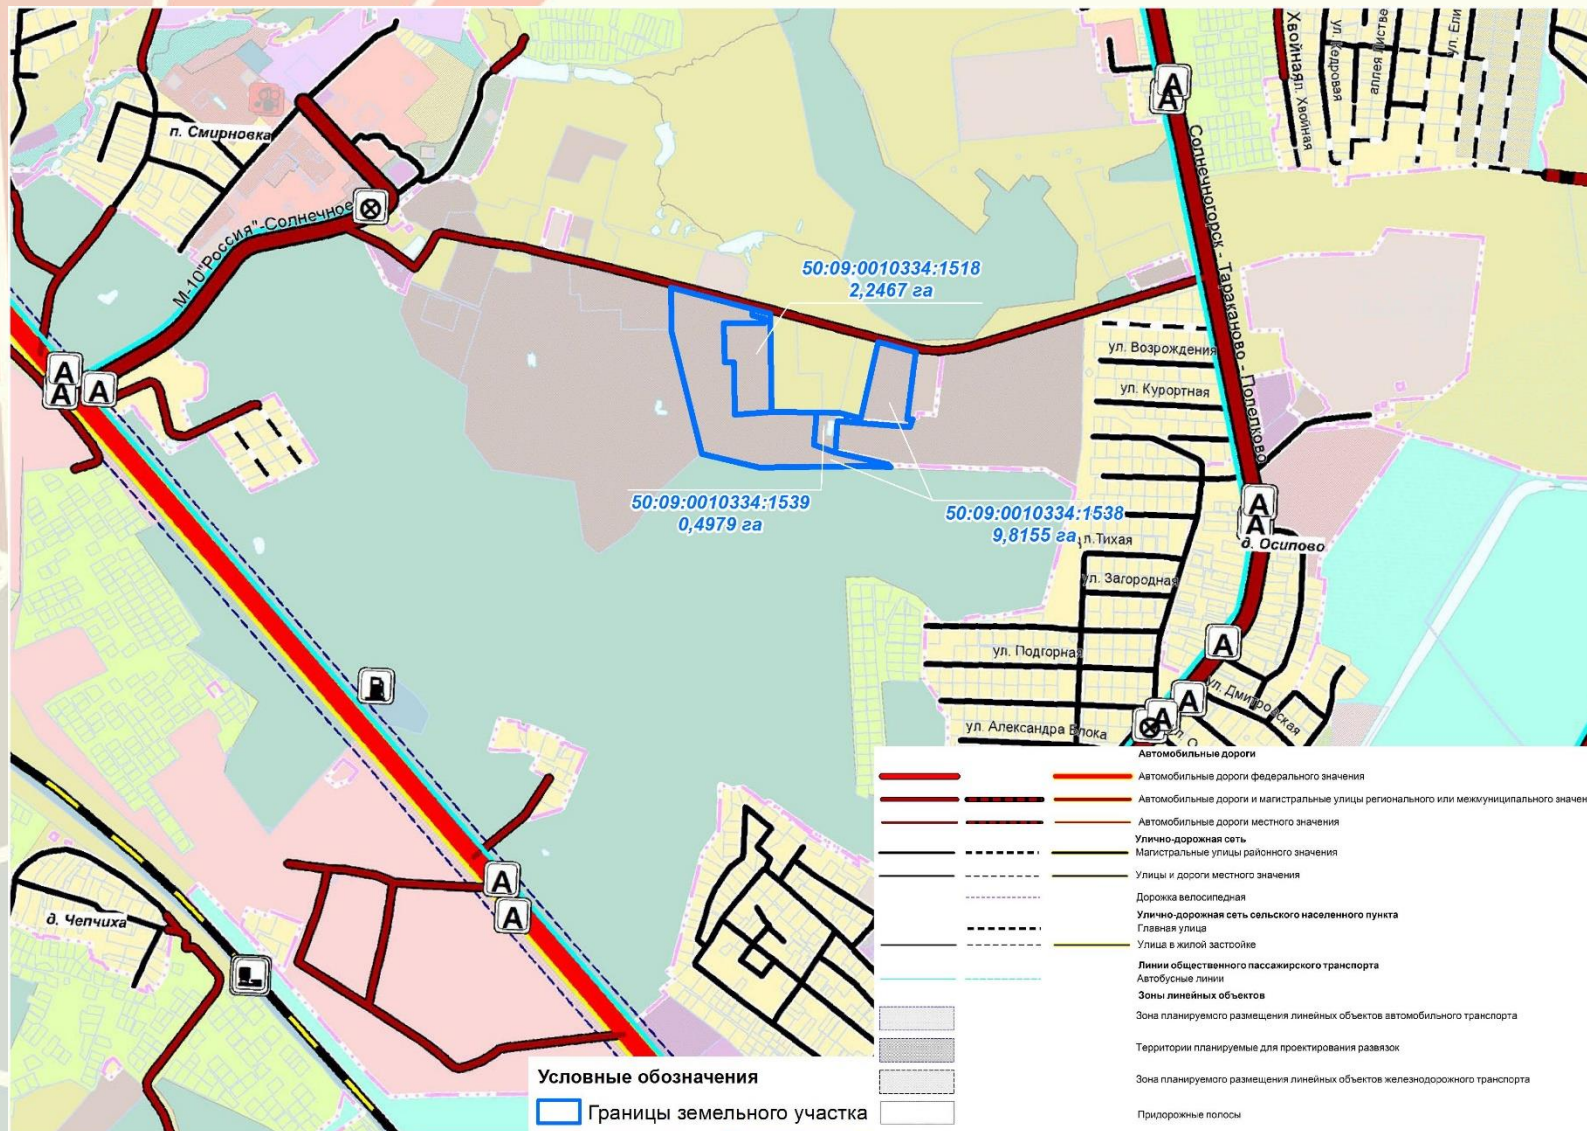 п. Смирновка
М-10"Россия"-Солнечное
Солнечногорск - Тараканово - Попелково
Хвойная
ул. Хвойная
ул. Кедровая
аллея Листве
ул. Ели
А
А
50:09:0010334:1518
2,2467 га
ул. Возрождения
ул. Курортная
А
А
А
50:09:0010334:1539
0,4979 га
50:09:0010334:1538
9,8155 га
А
А
д. Осипово
л.Тихая
ул. Загородная
А
ул. Подгорная
ул. Дмитровская
А
А
ул. Александра Блока
ул. О
А
А
д. Чепчиха
Автомобильные дороги
Автомобильные дороги федерального значения
Автомобильные дороги и магистральные улицы регионального или межмуниципального значен
Автомобильные дороги местного значения
Улично-дорожная сеть
Магистральные улицы районного значения
Улицы и дороги местного значения
Дорожка велосипедная
Улично-дорожная сеть сельского населенного пункта
Главная улица
Улица в жилой застройке
Линии общественного пассажирского транспорта
Автобусные линии
Зоны линейных объектов
Зона планируемого размещения линейных объектов автомобильного транспорта
Территории планируемые для проектирования развязок
Зона планируемого размещения линейных объектов железнодорожного транспорта
Придорожные полосы
Условные обозначения
Границы земельного участка